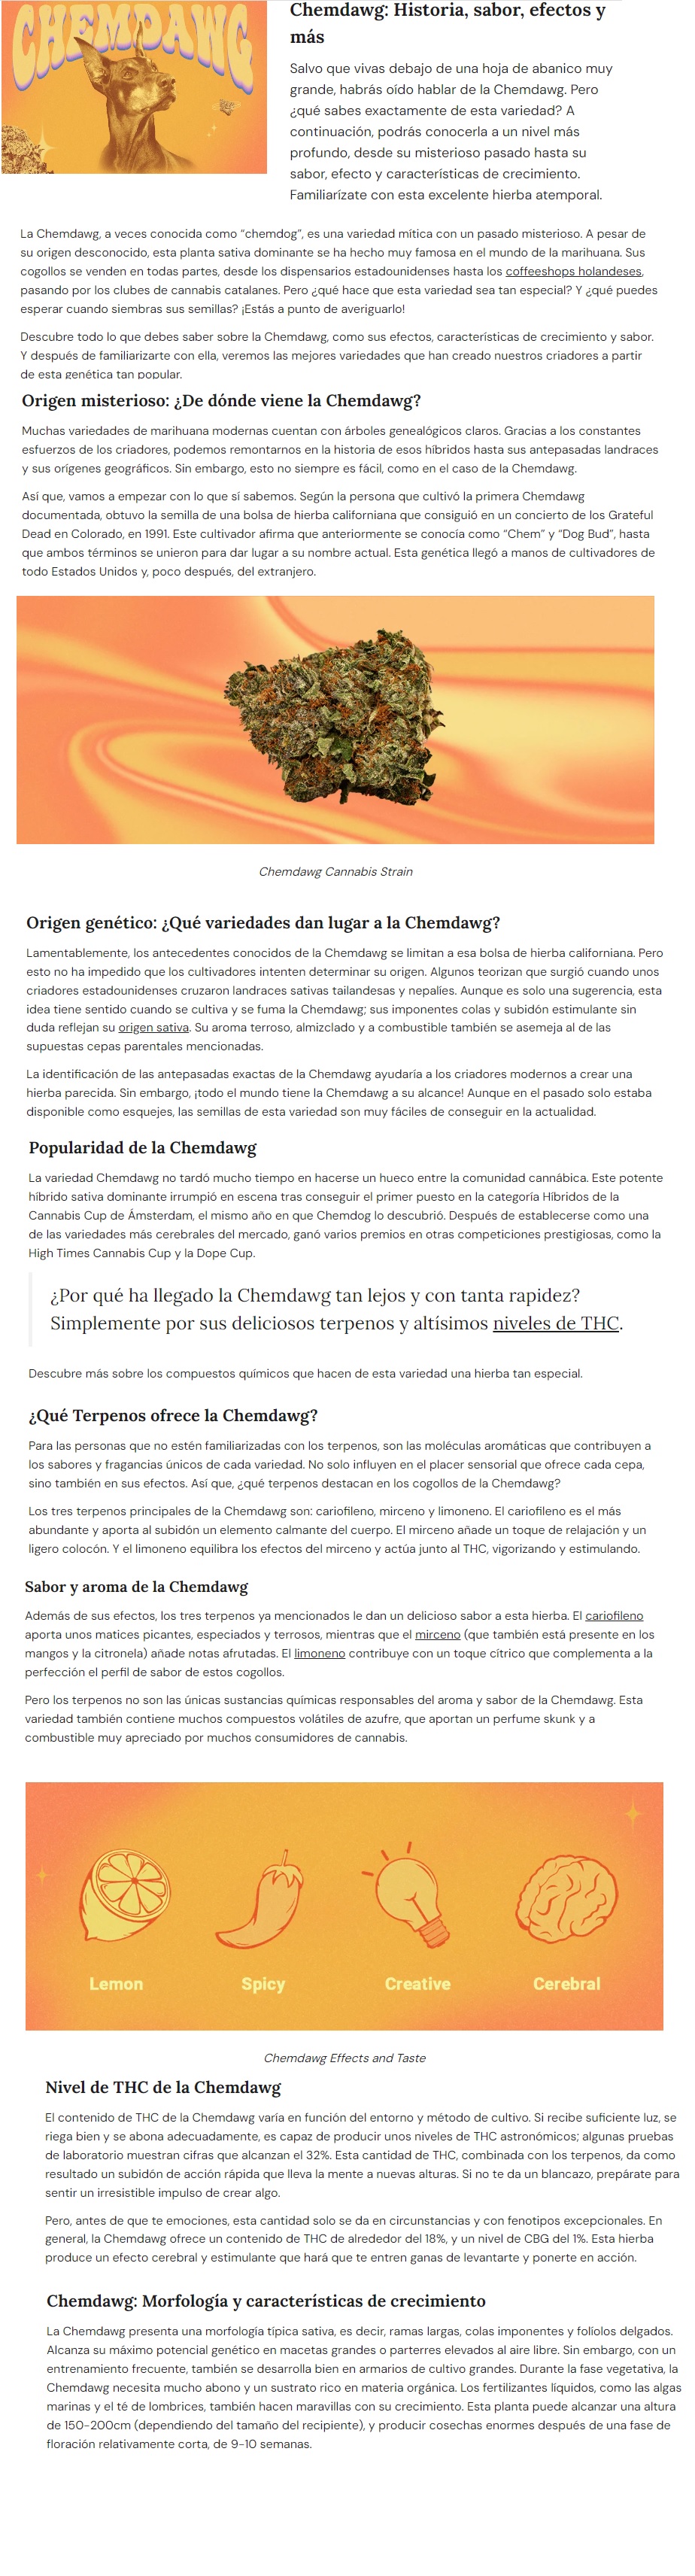 CHEMDAWG
Chemdawg: Historia, sabor, efectos y
más
Salvo que vivas debajo de una hoja de abanico muy
grande, habrás oído hablar de la Chemdawg. Pero
¿qué sabes exactamente de esta variedad? A
continuación, podrás conocerla a un nivel más
profundo, desde su misterioso pasado hasta su
sabor, efecto y características de crecimiento.
Familiarízate con esta excelente hierba atemporal.
La Chemdawg, a veces conocida como “chemdog”, es una variedad mítica con un pasado misterioso. A pesar de
su origen desconocido, esta planta sativa dominante se ha hecho muy famosa en el mundo de la marihuana. Sus
cogollos se venden en todas partes, desde los dispensarios estadounidenses hasta los coffeeshops holandeses,
pasando por los clubes de cannabis catalanes. Pero ¿qué hace que esta variedad sea tan especial? Y ¿qué puedes
esperar cuando siembras sus semillas? ¡Estás a punto de averiguarlo!
Descubre todo lo que debes saber sobre la Chemdawg, como sus efectos, características de crecimiento y sabor.
Y después de familiarizarte con ella, veremos las mejores variedades que han creado nuestros criadores a partir
de esta genética tan popular.
Origen misterioso: ¿De dónde viene la Chemdawg?
Muchas variedades de marihuana modernas cuentan con árboles genealógicos claros. Gracias a los constantes
esfuerzos de los criadores, podemos remontarnos en la historia de esos híbridos hasta sus antepasadas landraces
y sus orígenes geográficos. Sin embargo, esto no siempre es fácil, como en el caso de la Chemdawg.
Así que, vamos a empezar con lo que sí sabemos. Según la persona que cultivó la primera Chemdawg
documentada, obtuvo la semilla de una bolsa de hierba californiana que consiguió en un concierto de los Grateful
Dead en Colorado, en 1991. Este cultivador afirma que anteriormente se conocía como “Chem” y “Dog Bud”, hasta
que ambos términos se unieron para dar lugar a su nombre actual. Esta genética llegó a manos de cultivadores de
todo Estados Unidos y, poco después, del extranjero.
Chemdawg Cannabis Strain
Origen genético: ¿Qué variedades dan lugar a la Chemdawg?
Lamentablemente, los antecedentes conocidos de la Chemdawg se limitan a esa bolsa de hierba californiana. Pero
esto no ha impedido que los cultivadores intenten determinar su origen. Algunos teorizan que surgió cuando unos
criadores estadounidenses cruzaron landraces sativas tailandesas y nepalíes. Aunque es solo una sugerencia, esta
idea tiene sentido cuando se cultiva y se fuma la Chemdawg; sus imponentes colas y subidón estimulante sin
duda reflejan su origen sativa. Su aroma terroso, almizclado y a combustible también se asemeja al de las
supuestas cepas parentales mencionadas.
La identificación de las antepasadas exactas de la Chemdawg ayudaría a los criadores modernos a crear una
hierba parecida. Sin embargo, ¡todo el mundo tiene la Chemdawg a su alcance! Aunque en el pasado solo estaba
disponible como esquejes, las semillas de esta variedad son muy fáciles de conseguir en la actualidad.
Popularidad de la Chemdawg
La variedad Chemdawg no tardó mucho tiempo en hacerse un hueco entre la comunidad cannábica. Este potente
híbrido sativa dominante irrumpió en escena tras conseguir el primer puesto en la categoría Híbridos de la
Cannabis Cup de Ámsterdam, el mismo año en que Chemdog lo descubrió. Después de establecerse como una
de las variedades más cerebrales del mercado, ganó varios premios en otras competiciones prestigiosas, como la
High Times Cannabis Cup y la Dope Cup.
¿Por qué ha llegado la Chemdawg tan lejos y con tanta rapidez?
Simplemente por sus deliciosos terpenos y altísimos niveles de THC.
Descubre más sobre los compuestos químicos que hacen de esta variedad una hierba tan especial.
¿Qué Terpenos ofrece la Chemdawg?
Para las personas que no estén familiarizadas con los terpenos, son las moléculas aromáticas que contribuyen a
los sabores y fragancias únicos de cada variedad. No solo influyen en el placer sensorial que ofrece cada cepa,
sino también en sus efectos. Así que, ¿qué terpenos destacan en los cogollos de la Chemdawg?
Los tres terpenos principales de la Chemdawg son: cariofileno, mirceno y limoneno. El cariofileno es el más
abundante y aporta al subidón un elemento calmante del cuerpo. El mirceno añade un toque de relajación y un
ligero colocón. Y el limoneno equilibra los efectos del mirceno y actúa junto al THC, vigorizando y estimulando.
Sabor y aroma de la Chemdawg
Además de sus efectos, los tres terpenos ya mencionados le dan un delicioso sabor a esta hierba. El cariofileno
aporta unos matices picantes, especiados y terrosos, mientras que el mirceno (que también está presente en los
mangos y la citronela) añade notas afrutadas. El limoneno contribuye con un toque cítrico que complementa a la
perfección el perfil de sabor de estos cogollos.
Pero los terpenos no son las únicas sustancias químicas responsables del aroma y sabor de la Chemdawg. Esta
variedad también contiene muchos compuestos volátiles de azufre, que aportan un perfume skunk y a
combustible muy apreciado por muchos consumidores de cannabis.
Lemon Spicy Creative Cerebral
Chemdawg Effects and Taste
Nivel de THC de la Chemdawg
El contenido de THC de la Chemdawg varía en función del entorno y método de cultivo. Si recibe suficiente luz, se
riega bien y se abona adecuadamente, es capaz de producir unos niveles de THC astronómicos; algunas pruebas
de laboratorio muestran cifras que alcanzan el 32%. Esta cantidad de THC, combinada con los terpenos, da como
resultado un subidón de acción rápida que lleva la mente a nuevas alturas. Si no te da un blancazo, prepárate para
sentir un irresistible impulso de crear algo.
Pero, antes de que te emociones, esta cantidad solo se da en circunstancias y con fenotipos excepcionales. En
general, la Chemdawg ofrece un contenido de THC de alrededor del 18%, y un nivel de CBG del 1%. Esta hierba
produce un efecto cerebral y estimulante que hará que te entren ganas de levantarte y ponerte en acción.
Chemdawg: Morfología y características de crecimiento
La Chemdawg presenta una morfología típica sativa, es decir, ramas largas, colas imponentes y folíolos delgados.
Alcanza su máximo potencial genético en macetas grandes o parterres elevados al aire libre. Sin embargo, con un
entrenamiento frecuente, también se desarrolla bien en armarios de cultivo grandes. Durante la fase vegetativa, la
Chemdawg necesita mucho abono y un sustrato rico en materia orgánica. Los fertilizantes líquidos, como las algas
marinas y el té de lombrices, también hacen maravillas con su crecimiento. Esta planta puede alcanzar una altura
de 150-200cm (dependiendo del tamaño del recipiente), y producir cosechas enormes después de una fase de
floración relativamente corta, de 9-10 semanas.